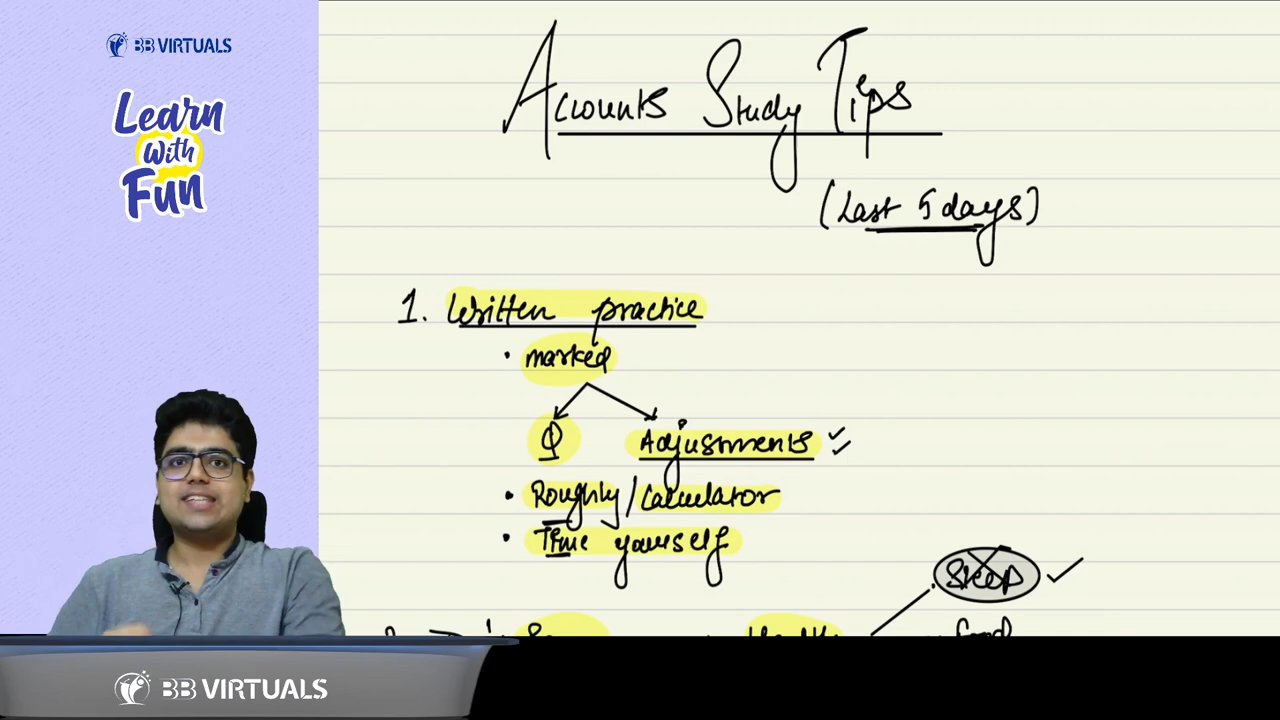 BB VIRTUALS
Learn
With
Fun
Accounts Study Tips
(Last 5 days)
1. Written practice
• marked
Q Adjustments
• Roughly/Calculator
• Time yourself
Sleep
food
BB VIRTUALS